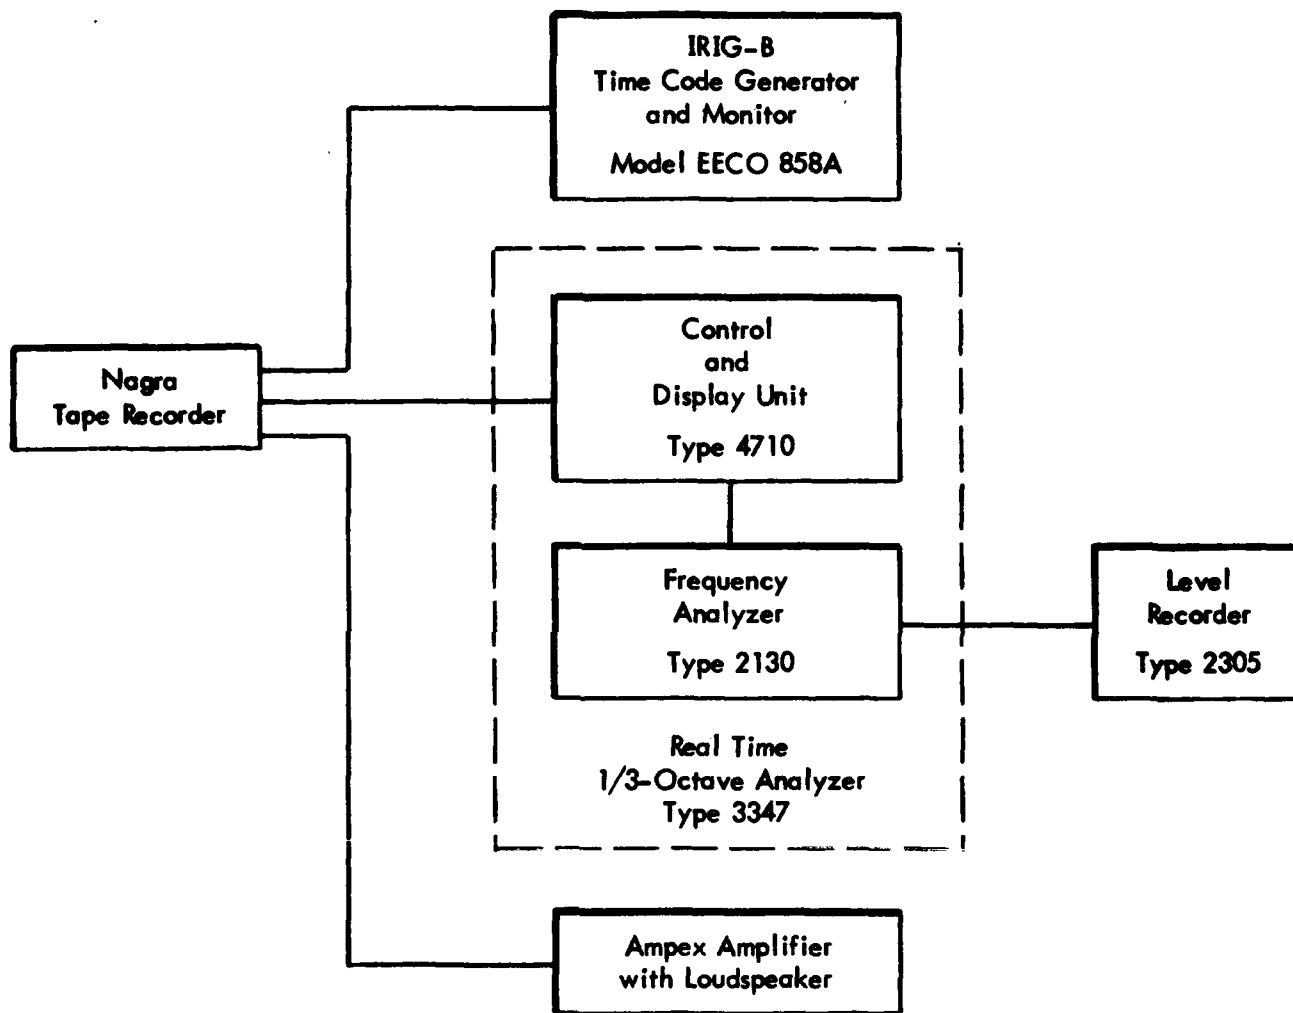 IRIG-B
Time Code Generator
and Monitor
Model EECO 858A
Nagra
Tape Recorder
Control
and
Display Unit
Type 4710
Frequency
Analyzer
Type 2130
Level
Recorder
Type 2305
Real Time
1/3-Octave Analyzer
Type 3347
Ampex Amplifier
with Loudspeaker